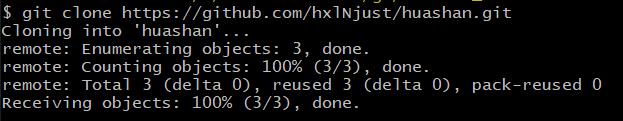 $ git clone https://github.com/hxlNjust/huashan.git
Cloning into 'huashan'...
remote: Enumerating objects: 3, done.
remote: Counting objects: 100% (3/3), done.
remote: Total 3 (delta 0), reused 3 (delta 0), pack-reused 0
Receiving objects: 100% (3/3), done.